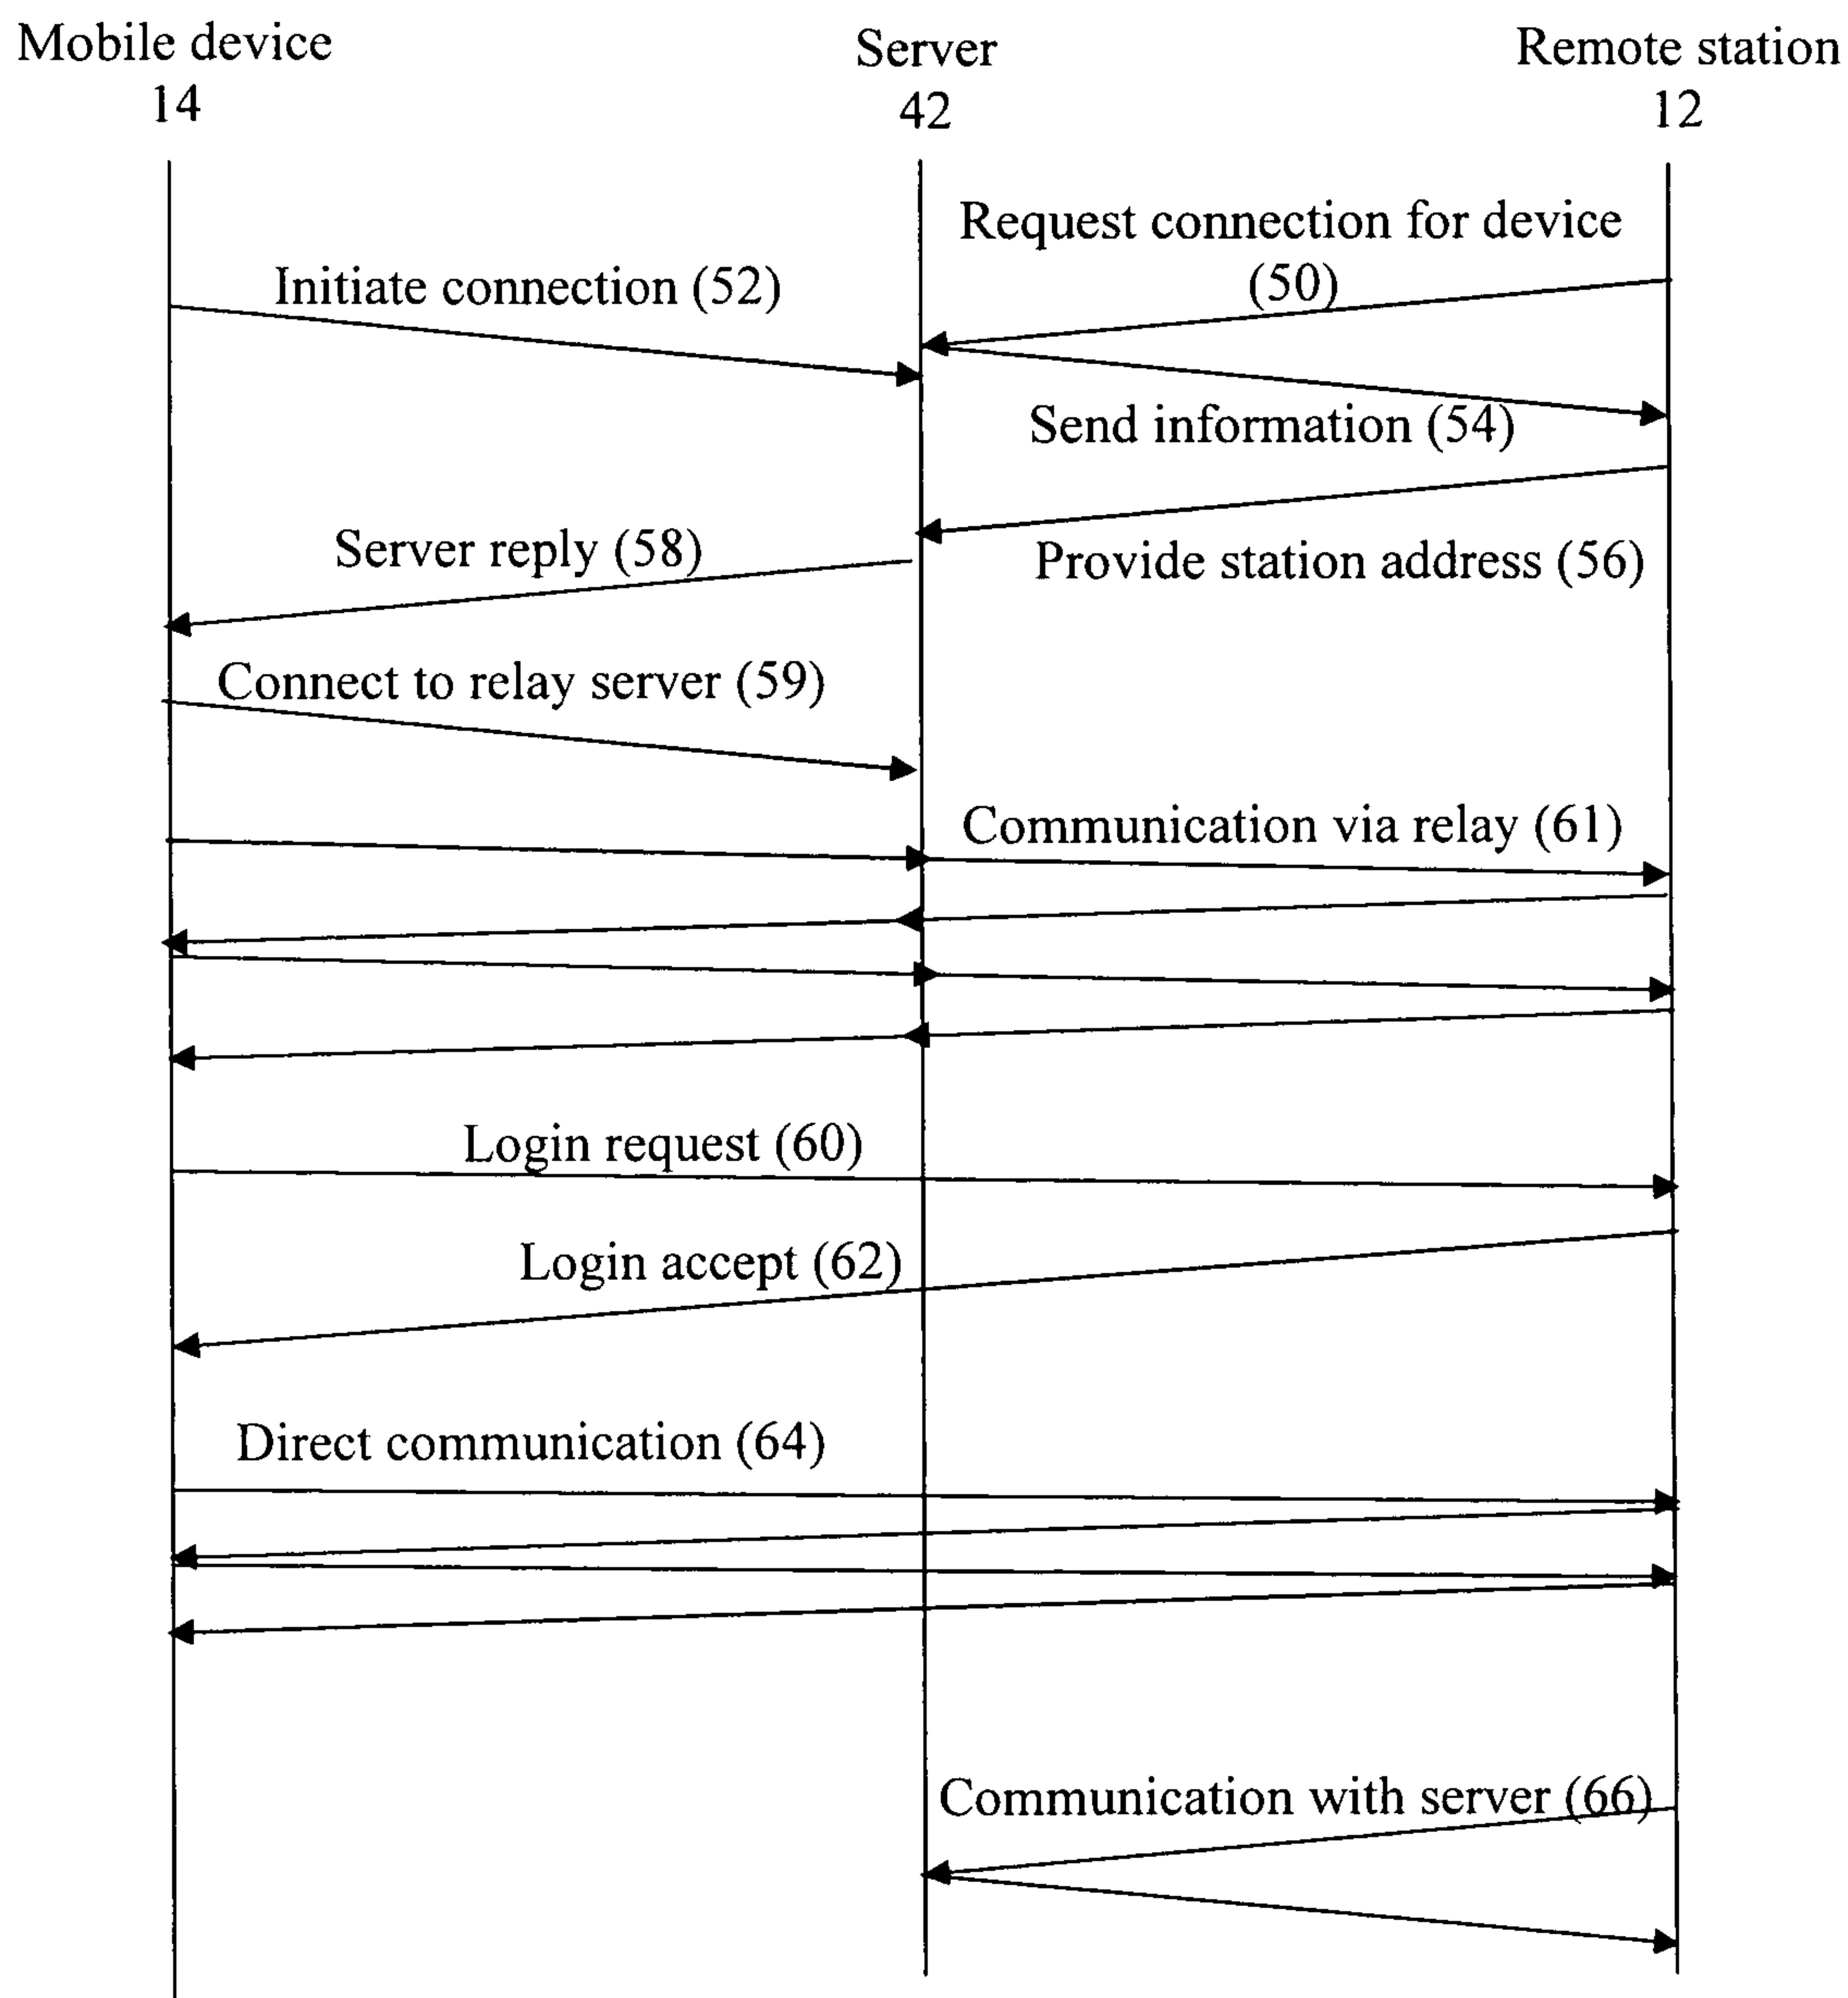 Mobile device
14
Server
42
Remote station
12
Request connection for device
(50)
Initiate connection (52)
Send information (54)
Server reply (58)
Provide station address (56)
Connect to relay server (59)
Communication via relay (61)
Login request (60)
Login accept (62)
Direct communication (64)
Communication with server (66)